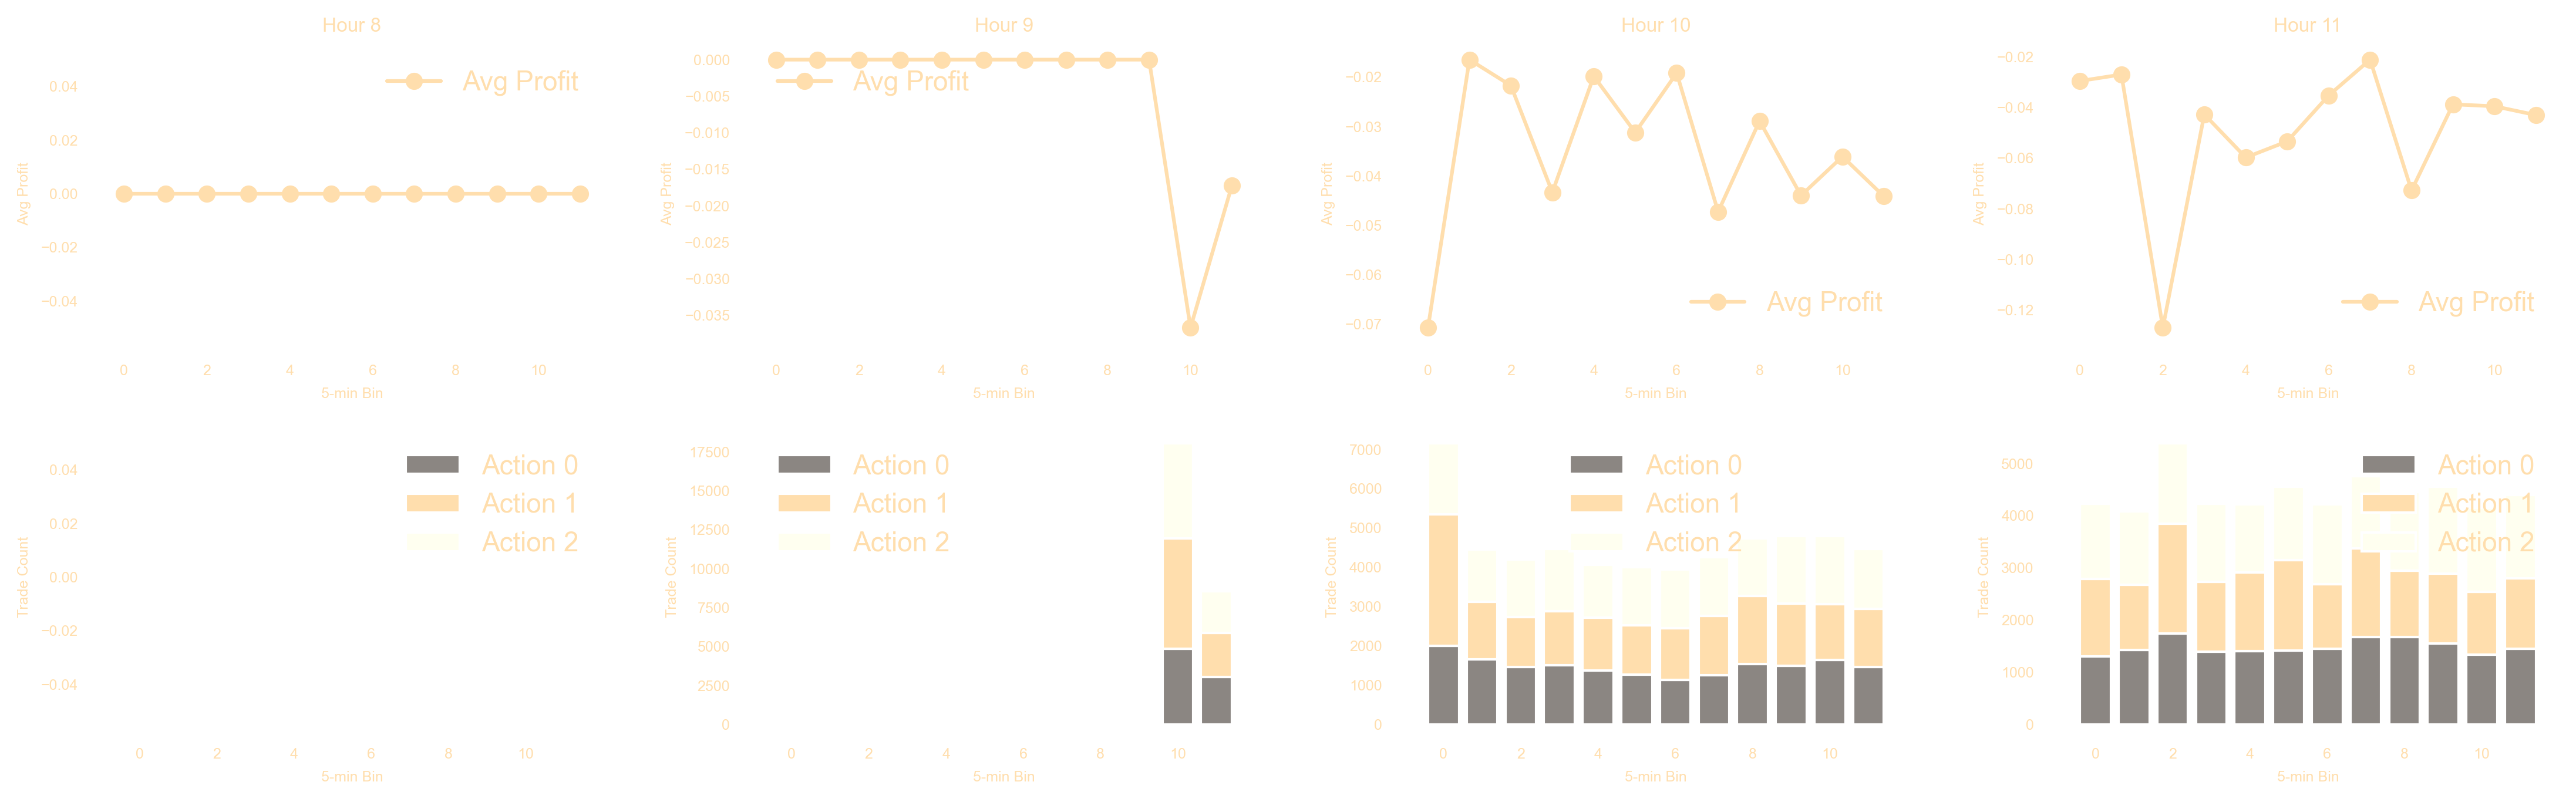 Hour 8
Avg Profit
0.04
0.02
0.00
−0.02
−0.04
Avg Profit
0 2 4 6 8 10
5-min Bin
Hour 9
Avg Profit
0.000
−0.005
−0.010
−0.015
−0.020
−0.025
−0.030
−0.035
Avg Profit
0 2 4 6 8 10
5-min Bin
Hour 10
−0.02
−0.03
−0.04
−0.05
−0.06
−0.07
Avg Profit
Avg Profit
0 2 4 6 8 10
5-min Bin
Hour 11
−0.02
−0.04
−0.06
−0.08
−0.10
−0.12
Avg Profit
Avg Profit
0 2 4 6 8 10
5-min Bin
Action 0
Action 1
Action 2
0.04
0.02
0.00
−0.02
−0.04
Trade Count
0 2 4 6 8 10
5-min Bin
Action 0
Action 1
Action 2
17500
15000
12500
10000
7500
5000
2500
0
Trade Count
0 2 4 6 8 10
5-min Bin
Action 0
Action 1
Action 2
7000
6000
5000
4000
3000
2000
1000
0
Trade Count
0 2 4 6 8 10
5-min Bin
Action 0
Action 1
Action 2
5000
4000
3000
2000
1000
0
Trade Count
0 2 4 6 8 10
5-min Bin